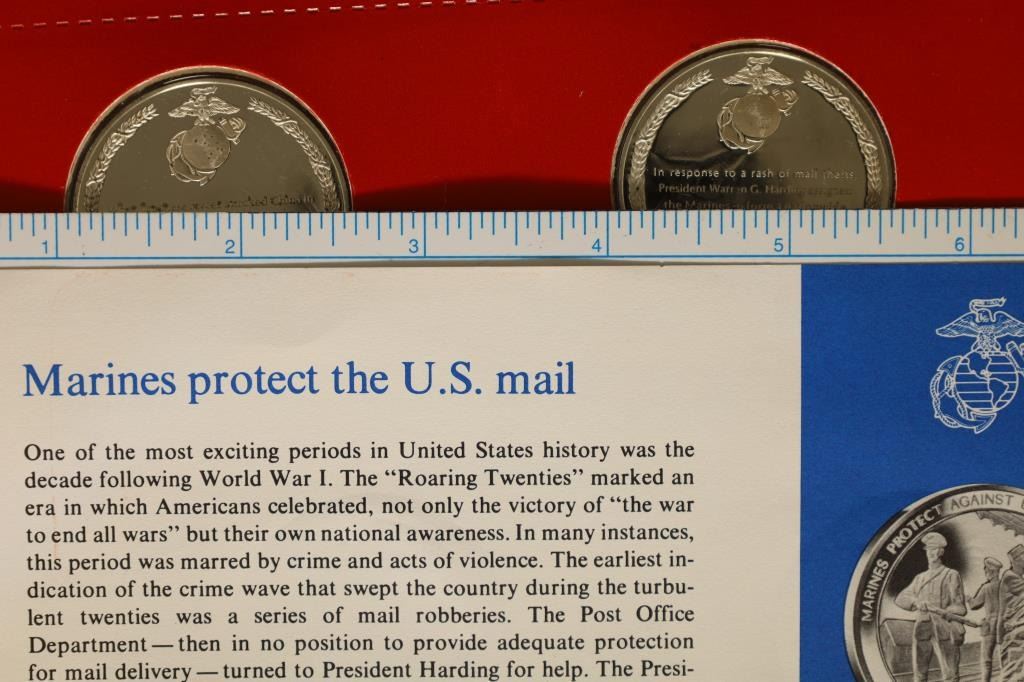 In response to a rash of mail thefts,
President Warren G. Harding assigned
the Marines to form
1 2 3 4 5 6
Marines protect the U.S. mail
One of the most exciting periods in United States history was the
decade following World War I. The “Roaring Twenties” marked an
era in which Americans celebrated, not only the victory of “the war
to end all wars” but their own national awareness. In many instances,
this period was marred by crime and acts of violence. The earliest in-
dication of the crime wave that swept the country during the turbu-
lent twenties was a series of mail robberies. The Post Office
Department — then in no position to provide adequate protection
for mail delivery — turned to President Harding for help. The Presi-
MARINES PROTECT AGAINST